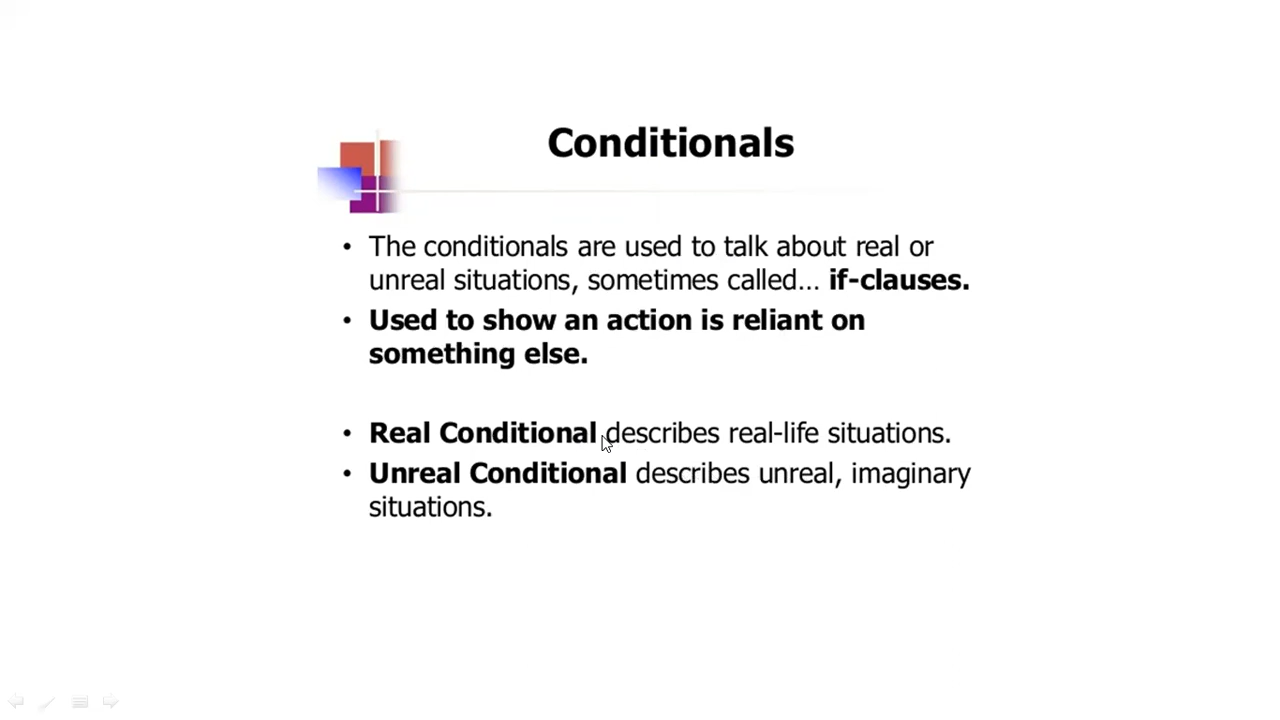 Conditionals
• The conditionals are used to talk about real or
unreal situations, sometimes called... if-clauses.
• Used to show an action is reliant on
something else.
• Real Conditional describes real-life situations.
• Unreal Conditional describes unreal, imaginary
situations.